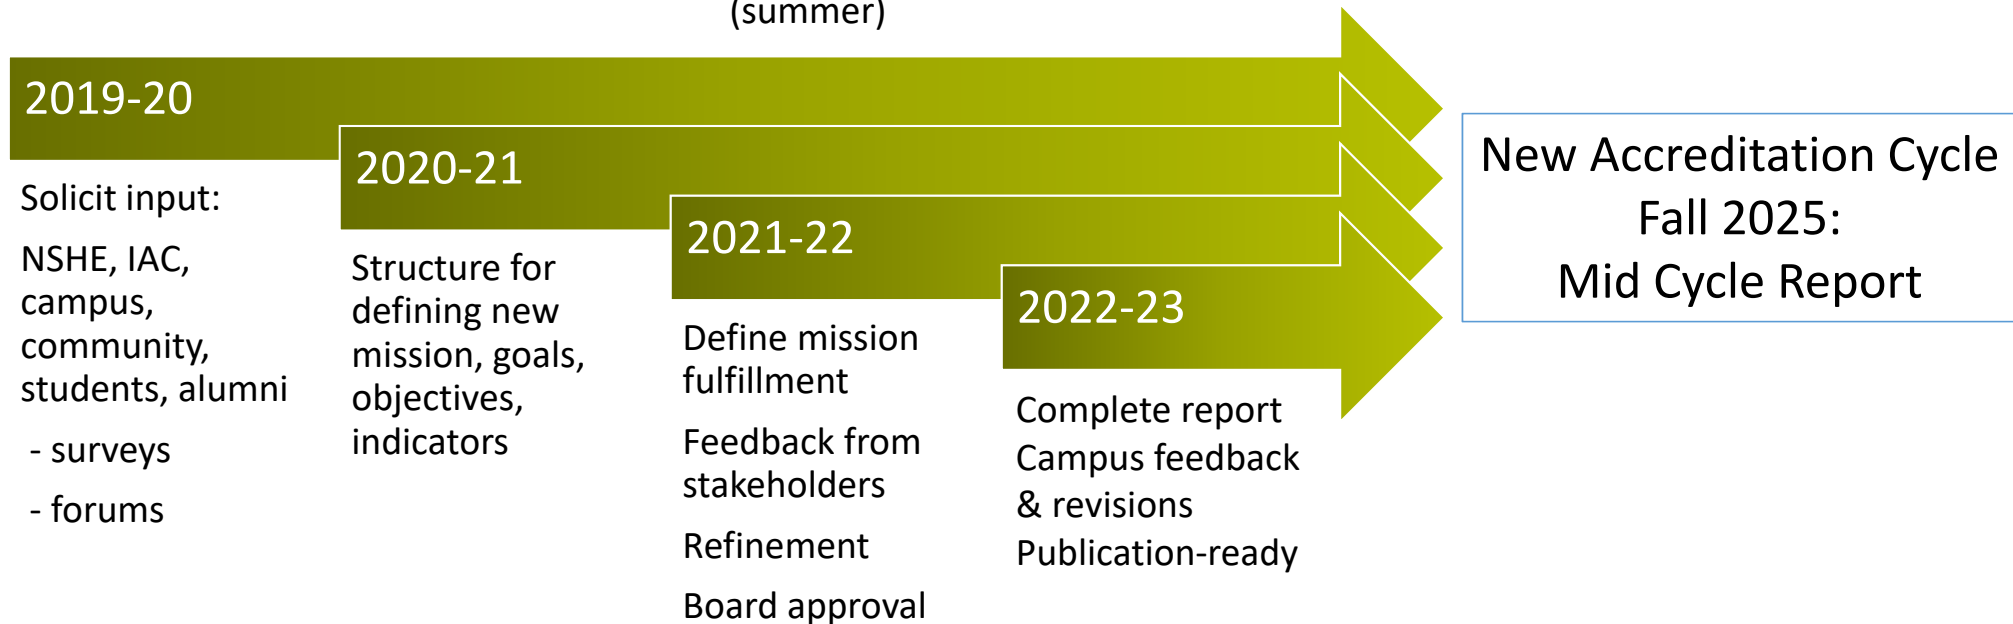 (summer)
2019-20
Solicit input:
NSHE, IAC,
campus,
community,
students, alumni
- surveys
- forums
2020-21
Structure for
defining new
mission, goals,
objectives,
indicators
2021-22
Define mission
fulfillment
Feedback from
stakeholders
Refinement
Board approval
2022-23
Complete report
Campus feedback
& revisions
Publication-ready
New Accreditation Cycle
Fall 2025:
Mid Cycle Report